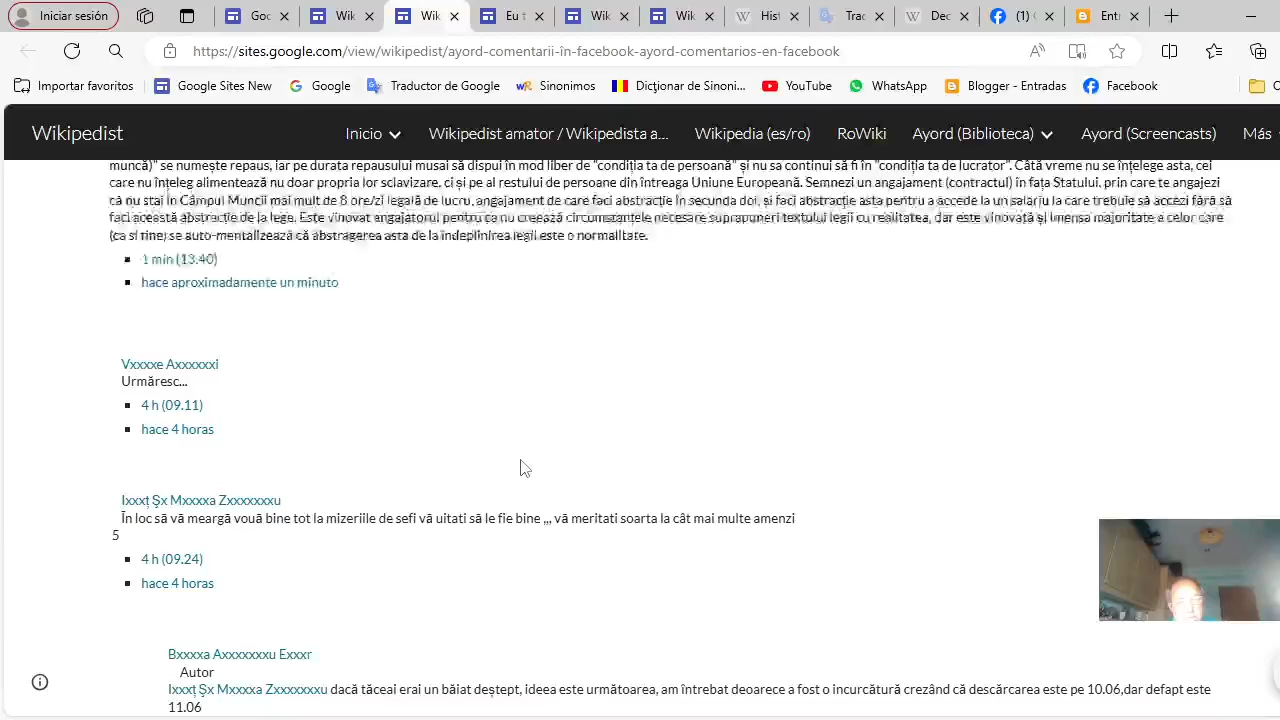 Iniciar sesión
Goo
Wik
Wik
Eu t
Wik
Wik
Hist
Trac
Dec
(1)
Entr
https://sites.google.com/view/wikipedist/ayord-comentarii-în-facebook-ayord-comentarios-en-facebook
Importar favoritos
Google Sites New
Google
Traductor de Google
Sinonimos
Dicţionar de Sinoni...
YouTube
WhatsApp
Blogger - Entradas
Facebook
Wikipedist
Inicio
Wikipedist amator / Wikipedista a...
Wikipedia (es/ro)
RoWiki
Ayord (Biblioteca)
Ayord (Screencasts)
Más
muncă)" se numește repaus, iar pe durata repausului musai să dispui în mod liber de "condiția ta de persoană" și nu sa continui să fii în "condiția ta de lucrator". Câtă vreme nu se înțelege asta, cei
care nu înțeleg alimentează nu doar propria lor sclavizare, ci și pe al restului de persoane din întreaga Uniune Europeană. Semnezi un angajament (contractul) în fața Statului, prin care te angajezi
că nu stai În Câmpul Muncii mai mult de 8 ore/zi legală de lucru, angajament de care faci abstracție în secunda doi, și faci abstracție asta pentru a accede la un salariu la care trebuie să accezi fără să
faci această abstracție de la lege. Este vinovat angajatorul pentru că nu creează circumstanțele necesare suprapunerii textului legii cu realitatea, dar este vinovată și imensa majoritate a celor care
(ca si tine) se auto-mentalizează că abstragerea asta de la îndeplinirea legii este o normalitate.
1 min (13.40)
hace aproximadamente un minuto
Vxxxxe Axxxxxxi
Urmăresc...
4 h (09.11)
hace 4 horas
Ixxxț Şx Mxxxxa Zxxxxxxxu
În loc să vă meargă vouă bine tot la mizeriile de sefi vă uitati să le fie bine ,,, vă meritati soarta la cât mai multe amenzi
5
4 h (09.24)
hace 4 horas
Bxxxxa Axxxxxxxu Exxxr
Autor
Ixxxț Şx Mxxxxa Zxxxxxxxu dacă tăceai erai un băiat deștept, ideea este următoarea, am întrebat deoarece a fost o incurcătură crezând că descărcarea este pe 10.06,dar defapt este
11.06